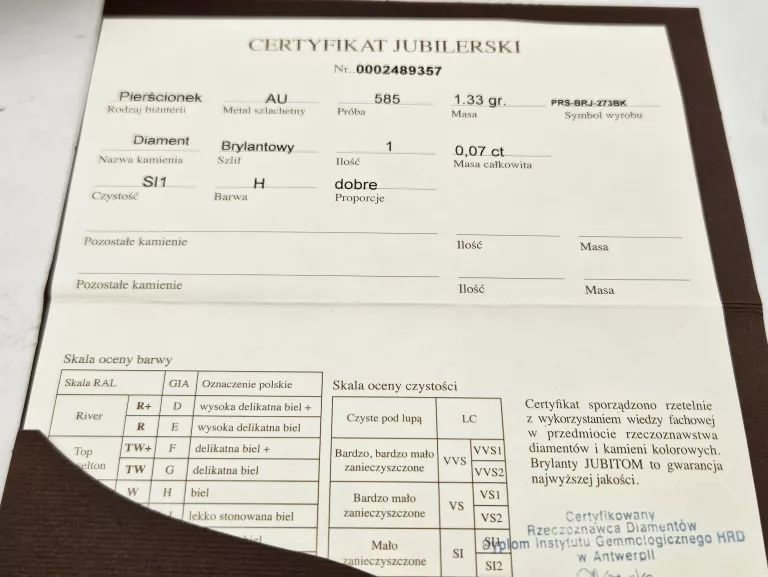 CERTYFIKAT JUBILERSKI
Nr. 0002489357
Pierścionek AU 585 1.33 gr. PRS-BRJ-273BK
Rodzaj biżuterii Metal szlachetny Próba Masa Symbol wyrobu
Diament Brylantowy 1 0,07 ct
Nazwa kamienia Szlif Ilość Masa całkowita
SI1 H dobre
Czystość Barwa Proporcje
Pozostałe kamienie Ilość Masa
Pozostałe kamienie Ilość Masa
Skala oceny barwy
Skala RAL GIA Oznaczenie polskie
River R+ D wysoka delikatna biel +
R E wysoka delikatna biel
Top TW+ F delikatna biel +
TW G delikatna biel
W H biel
lekko stonowana biel
Skala oceny czystości
Czyste pod lupą LC
Bardzo, bardzo mało zanieczyszczone VVS VVS1
VVS2
Bardzo mało zanieczyszczone VS VS1
VS2
Mało zanieczyszczone SI SI1
SI2
Certyfikat sporządzono rzetelnie
z wykorzystaniem wiedzy fachowej
w przedmiocie rzeczoznawstwa
diamentów i kamieni kolorowych.
Brylanty JUBITOM to gwarancja
najwyższej jakości.
Certyfikowany
Rzeczoznawca Diamentów
Dyplom Instytutu Gemmologicznego HRD
w Antwerpii